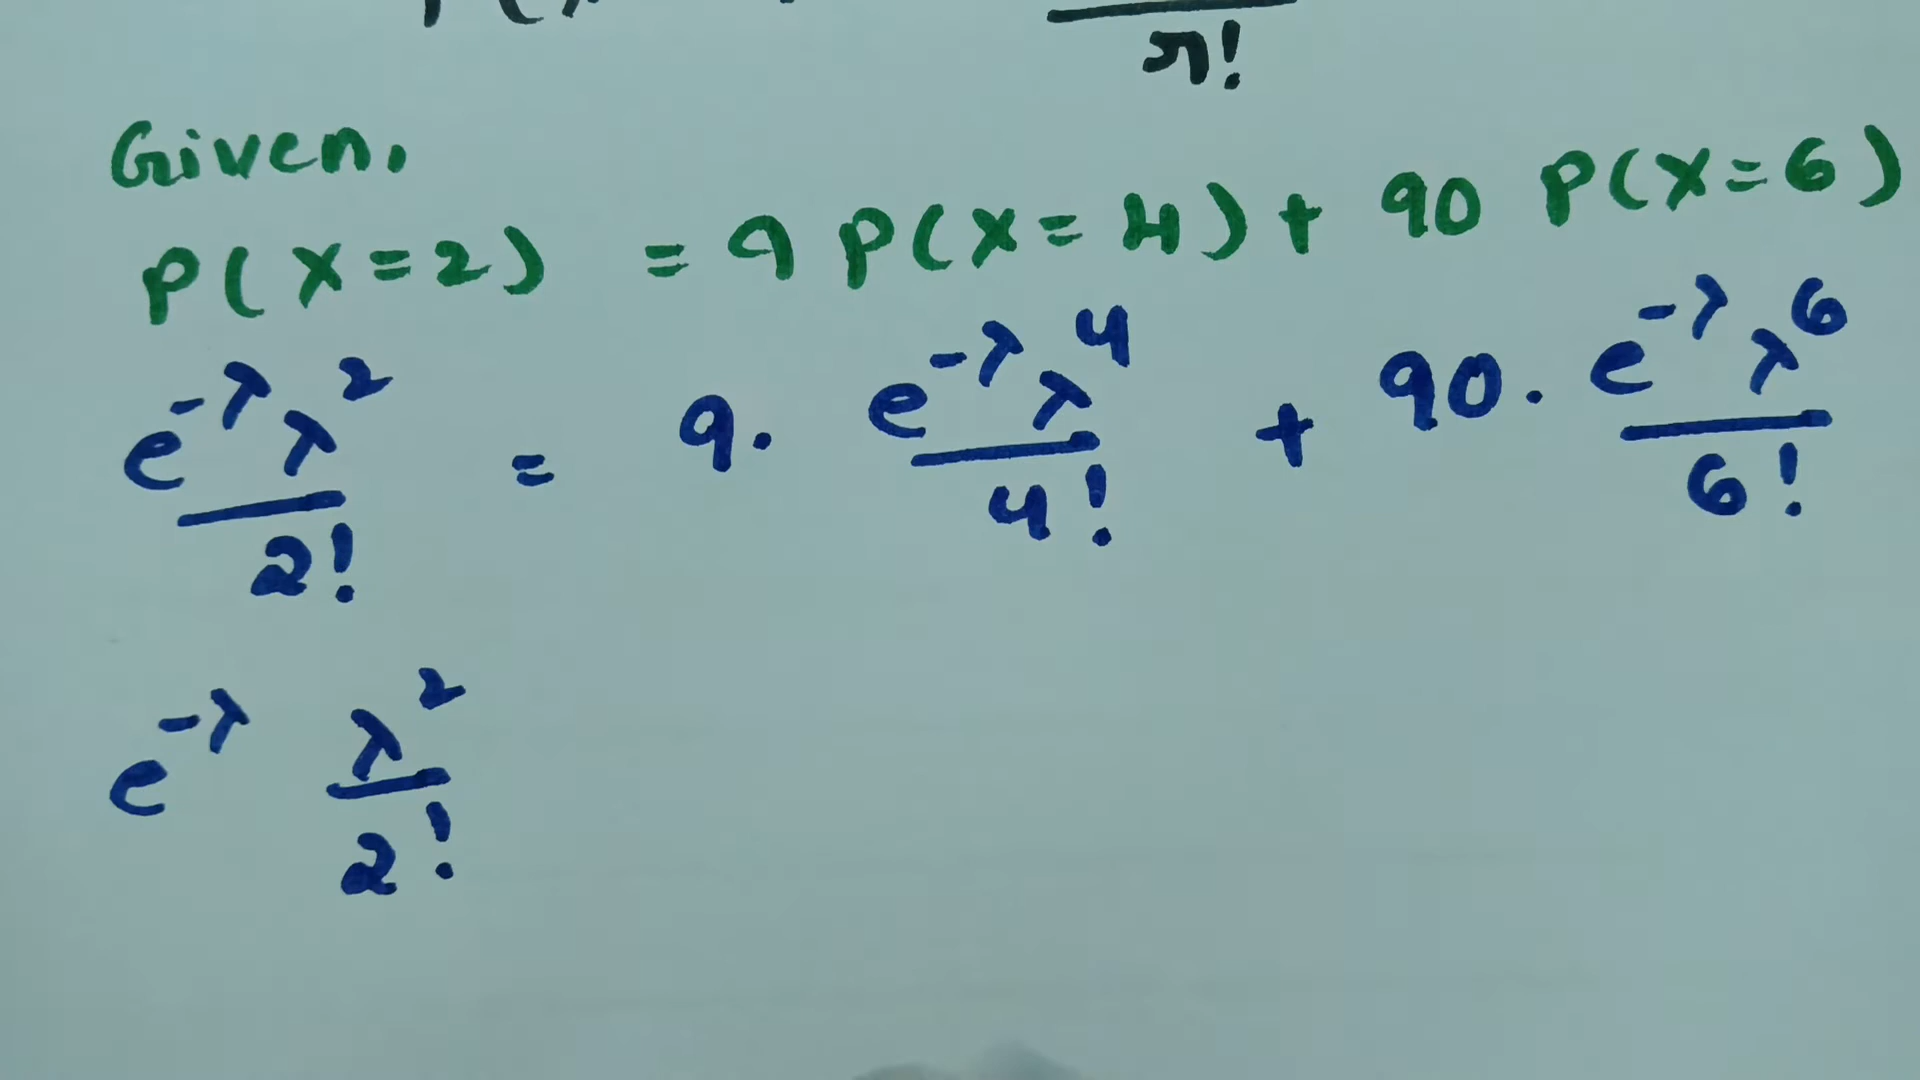 x!
Given,
P(X=2) = 9 P(X=4) + 90 P(X=6)
e^-λ λ^2 / 2! = 9. e^-λ λ^4 / 4! + 90. e^-λ λ^6 / 6!
e^-λ λ^2 / 2!